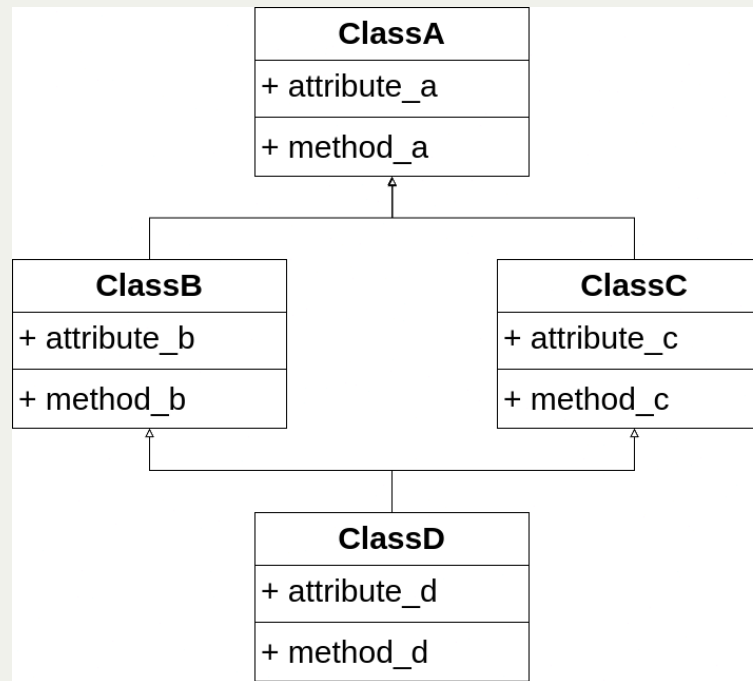 ClassA
+ attribute_a
+ method_a
ClassB
+ attribute_b
+ method_b
ClassC
+ attribute_c
+ method_c
ClassD
+ attribute_d
+ method_d